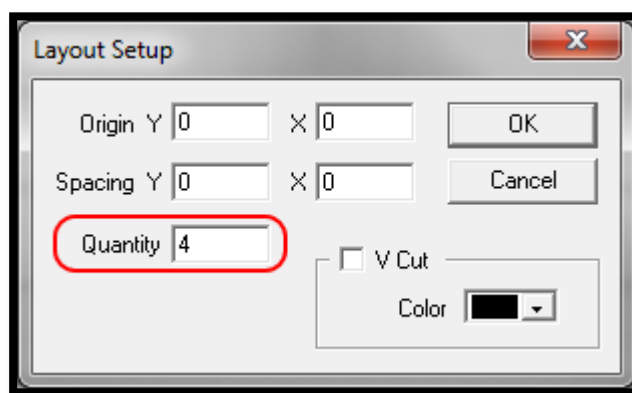 Layout Setup
Origin Y 0 X 0 OK
Spacing Y 0 X 0 Cancel
Quantity 4
V Cut
Color